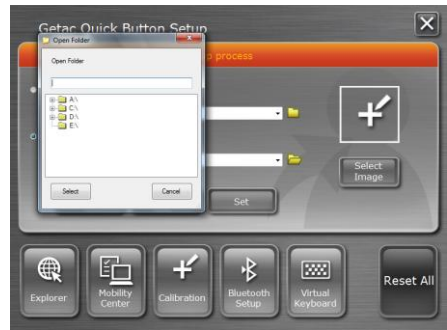 Getac Quick Button Setup
Open Folder
p process
Open Folder
A:\
C:\
D:\
E:\
Select
Cancel
Set
Select
Image
Explorer
Mobility
Center
Calibration
Bluetooth
Setup
Virtual
Keyboard
Reset All